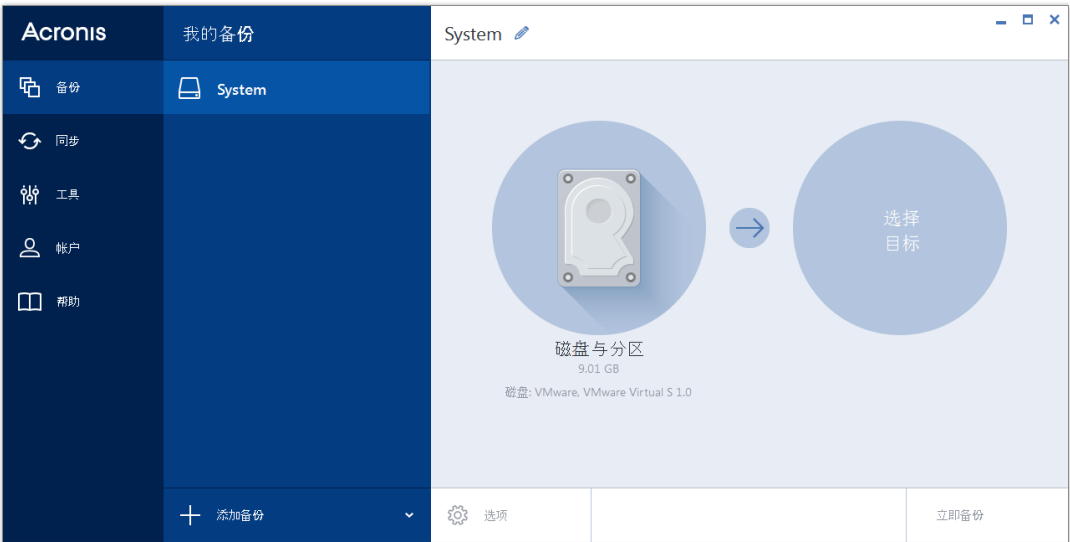 Acronis
备份
同步
工具
帐户
帮助
我的备份
System
添加备份
System
磁盘与分区
9.01 GB
磁盘: VMware, VMware Virtual S 1.0
选择
目标
选项
立即备份